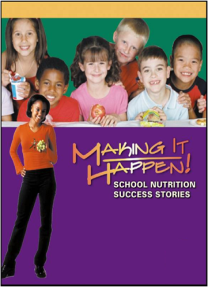 MAKING IT
HAPPEN!
SCHOOL NUTRITION
SUCCESS STORIES